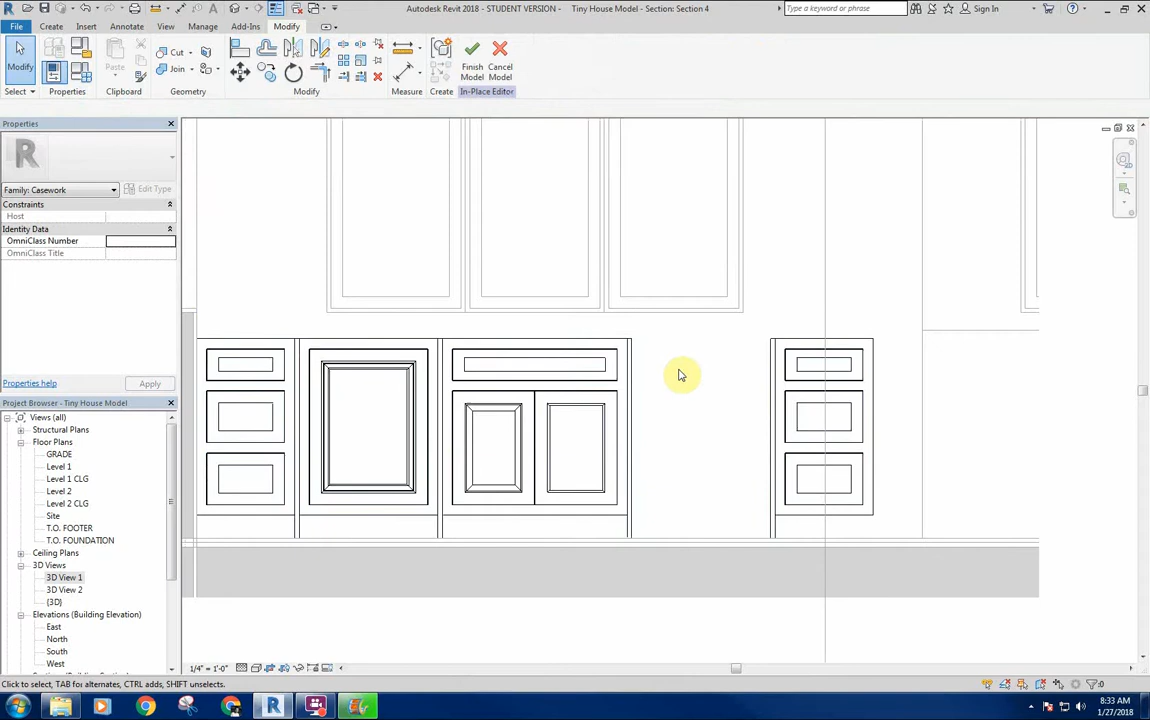 Autodesk Revit 2018 - STUDENT VERSION - Tiny House Model - Section: Section 4
Type a keyword or phrase
Sign In
File Create Insert Annotate View Manage Add-Ins Modify
Modify
Cut
Join
Paste
Finish Model
Cancel Model
Select Properties Clipboard Geometry Modify Measure Create In-Place Editor
Properties
Family: Casework
Edit Type
Constraints
Host
Identity Data
OmniClass Number
OmniClass Title
Properties help
Apply
Project Browser - Tiny House Model
Views (all)
Structural Plans
Floor Plans
GRADE
Level 1
Level 1 CLG
Level 2
Level 2 CLG
Site
T.O. FOOTER
T.O. FOUNDATION
Ceiling Plans
3D Views
3D View 1
3D View 2
{3D}
Elevations (Building Elevation)
East
North
South
West
1/4" = 1'-0"
Click to select, TAB for alternates, CTRL adds, SHIFT unselects.
:0
8:33 AM
1/27/2018